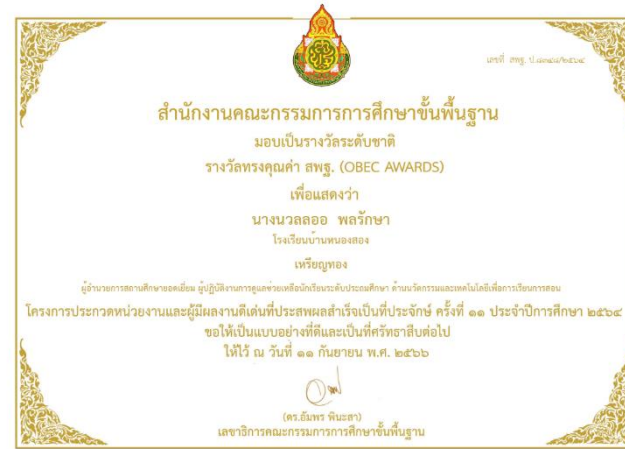 เลขที่ สพฐ. ป.
สำนักงานคณะกรรมการการศึกษาขั้นพื้นฐาน
มอบเป็นรางวัลระดับชาติ
รางวัลทรงคุณค่า สพฐ. (OBEC AWARDS)
เพื่อแสดงว่า
นางนวลลออ พลรักษา
โรงเรียนบ้านหนองสอง
เหรียญทอง
ผู้อำนวยการสถานศึกษายอดเยี่ยม ผู้ปฏิบัติงานการดูแลช่วยเหลือนักเรียนระดับประถมศึกษา ด้านนวัตกรรมและเทคโนโลยีเพื่อการเรียนการสอน
โครงการประกวดหน่วยงานและผู้มีผลงานดีเด่นที่ประสพผลสำเร็จเป็นที่ประจักษ์ ครั้งที่ ๑๑ ประจำปีการศึกษา ๒๕๖๔
ขอให้เป็นแบบอย่างที่ดีและเป็นที่ศรัทธาสืบต่อไป
ให้ไว้ ณ วันที่ ๑๑ กันยายน พ.ศ. ๒๕๖๖
(ดร.อัมพร พินะสา)
เลขาธิการคณะกรรมการการศึกษาขั้นพื้นฐาน